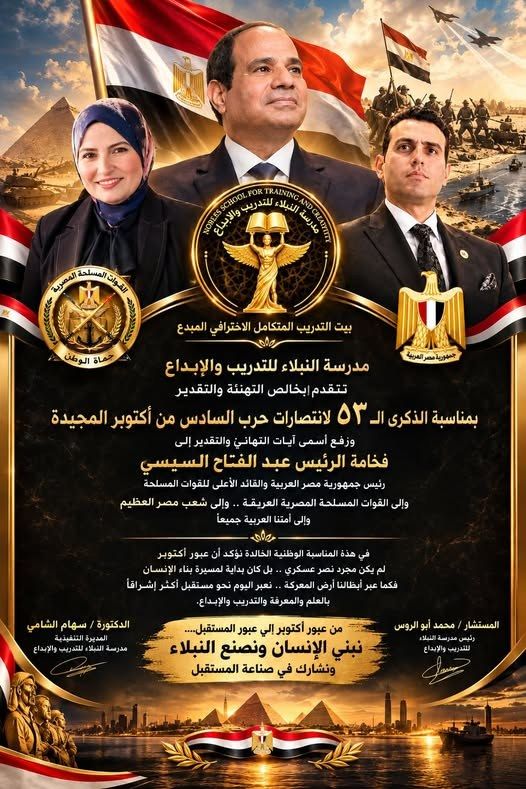 NOBLES SCHOOL FOR TRAINING AND CREATIVITY
مدرسة النبلاء للتدريب والإبداع
القوات المسلحة المصرية
حماة الوطن
جمهورية مصر العربية
بيت التدريب المتكامل الاحترافي المبدع
مدرسة النبلاء للتدريب والإبداع
تتقدم بخالص التهنئة والتقدير
بمناسبة الذكرى الـ ٥٣ لانتصارات حرب السادس من أكتوبر المجيدة
ونرفع أسمى آيات التهاني والتقدير إلى
فخامة الرئيس عبد الفتاح السيسي
رئيس جمهورية مصر العربية والقائد الأعلى للقوات المسلحة
وإلى القوات المسلحة المصرية العريقة .. وإلى شعب مصر العظيم
وإلى أمتنا العربية جميعاً
في هذة المناسبة الوطنية الخالدة نؤكد أن عبور أكتوبر
لم يكن مجرد نصر عسكري .. بل كان بداية لمسيرة بناء الإنسان
فكما عبر أبطالنا أرض المعركة .. نعبر اليوم نحو مستقبل أكثر إشراقاً
بالعلم والمعرفة والتدريب والإبداع.
المستشار / محمد أبو الروس
رئيس مدرسة النبلاء
للتدريب والإبداع
الدكتورة / سهام الشامي
المديرة التنفيذية
مدرسة النبلاء للتدريب والإبداع
من عبور أكتوبر إلي عبور المستقبل....
نبني الإنسان ونصنع النبلاء
ونشارك في صناعة المستقبل